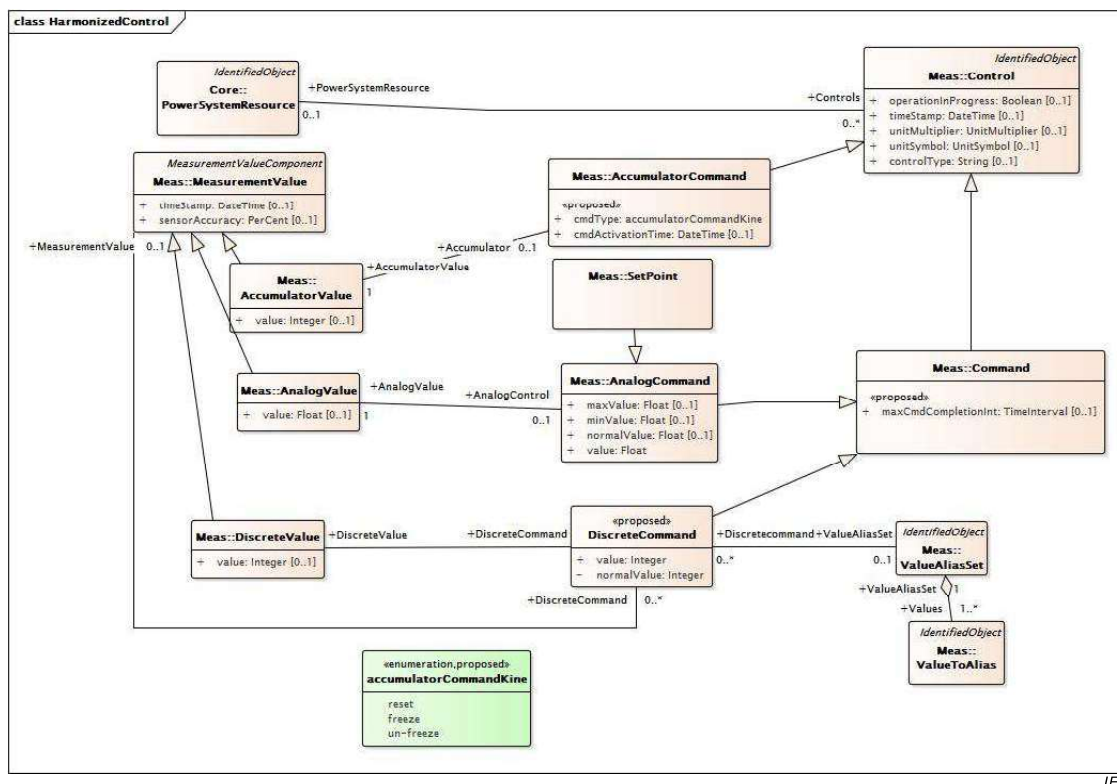 class HarmonizedControl
IdentifiedObject
Core::
PowerSystemResource
+PowerSystemResource
0..1
+Controls
0..*
IdentifiedObject
Meas::Control
+ operationInProgress: Boolean [0..1]
+ timeStamp: DateTime [0..1]
+ unitMultiplier: UnitMultiplier [0..1]
+ unitSymbol: UnitSymbol [0..1]
+ controlType: String [0..1]
MeasurementValueComponent
Meas::MeasurementValue
+ timeStamp: DateTime [0..1]
+ sensorAccuracy: PerCent [0..1]
+MeasurementValue 0..1
Meas::AccumulatorCommand
«proposed»
+ cmdType: accumulatorCommandKine
+ cmdActivationTime: DateTime [0..1]
+Accumulator
0..1
+AccumulatorValue
1
Meas::
AccumulatorValue
+ value: Integer [0..1]
Meas::SetPoint
Meas::AnalogValue
+ value: Float [0..1]
+AnalogValue
1
+AnalogControl
0..1
Meas::AnalogCommand
+ maxValue: Float [0..1]
+ minValue: Float [0..1]
+ normalValue: Float [0..1]
+ value: Float
Meas::Command
«proposed»
+ maxCmdCompletionInt: TimeInterval [0..1]
Meas::DiscreteValue
+ value: Integer [0..1]
+DiscreteValue
+DiscreteCommand
«proposed»
DiscreteCommand
+ value: Integer
- normalValue: Integer
+Discretecommand
0..*
+ValueAliasSet
0..1
IdentifiedObject
Meas::
ValueAliasSet
+DiscreteCommand 0..*
+ValueAliasSet 1
+Values 1..*
IdentifiedObject
Meas::
ValueToAlias
«enumeration,proposed»
accumulatorCommandKine
reset
freeze
un-freeze